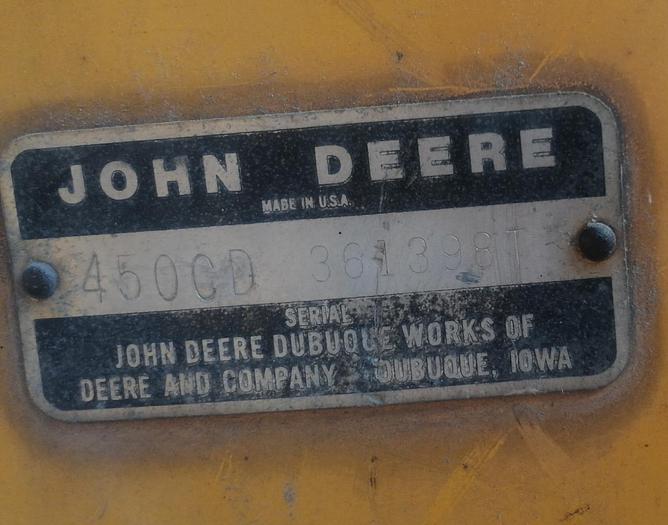 JOHN DEERE
MADE IN U.S.A.
450CD 361398T
SERIAL
JOHN DEERE DUBUQUE WORKS OF
DEERE AND COMPANY DUBUQUE, IOWA